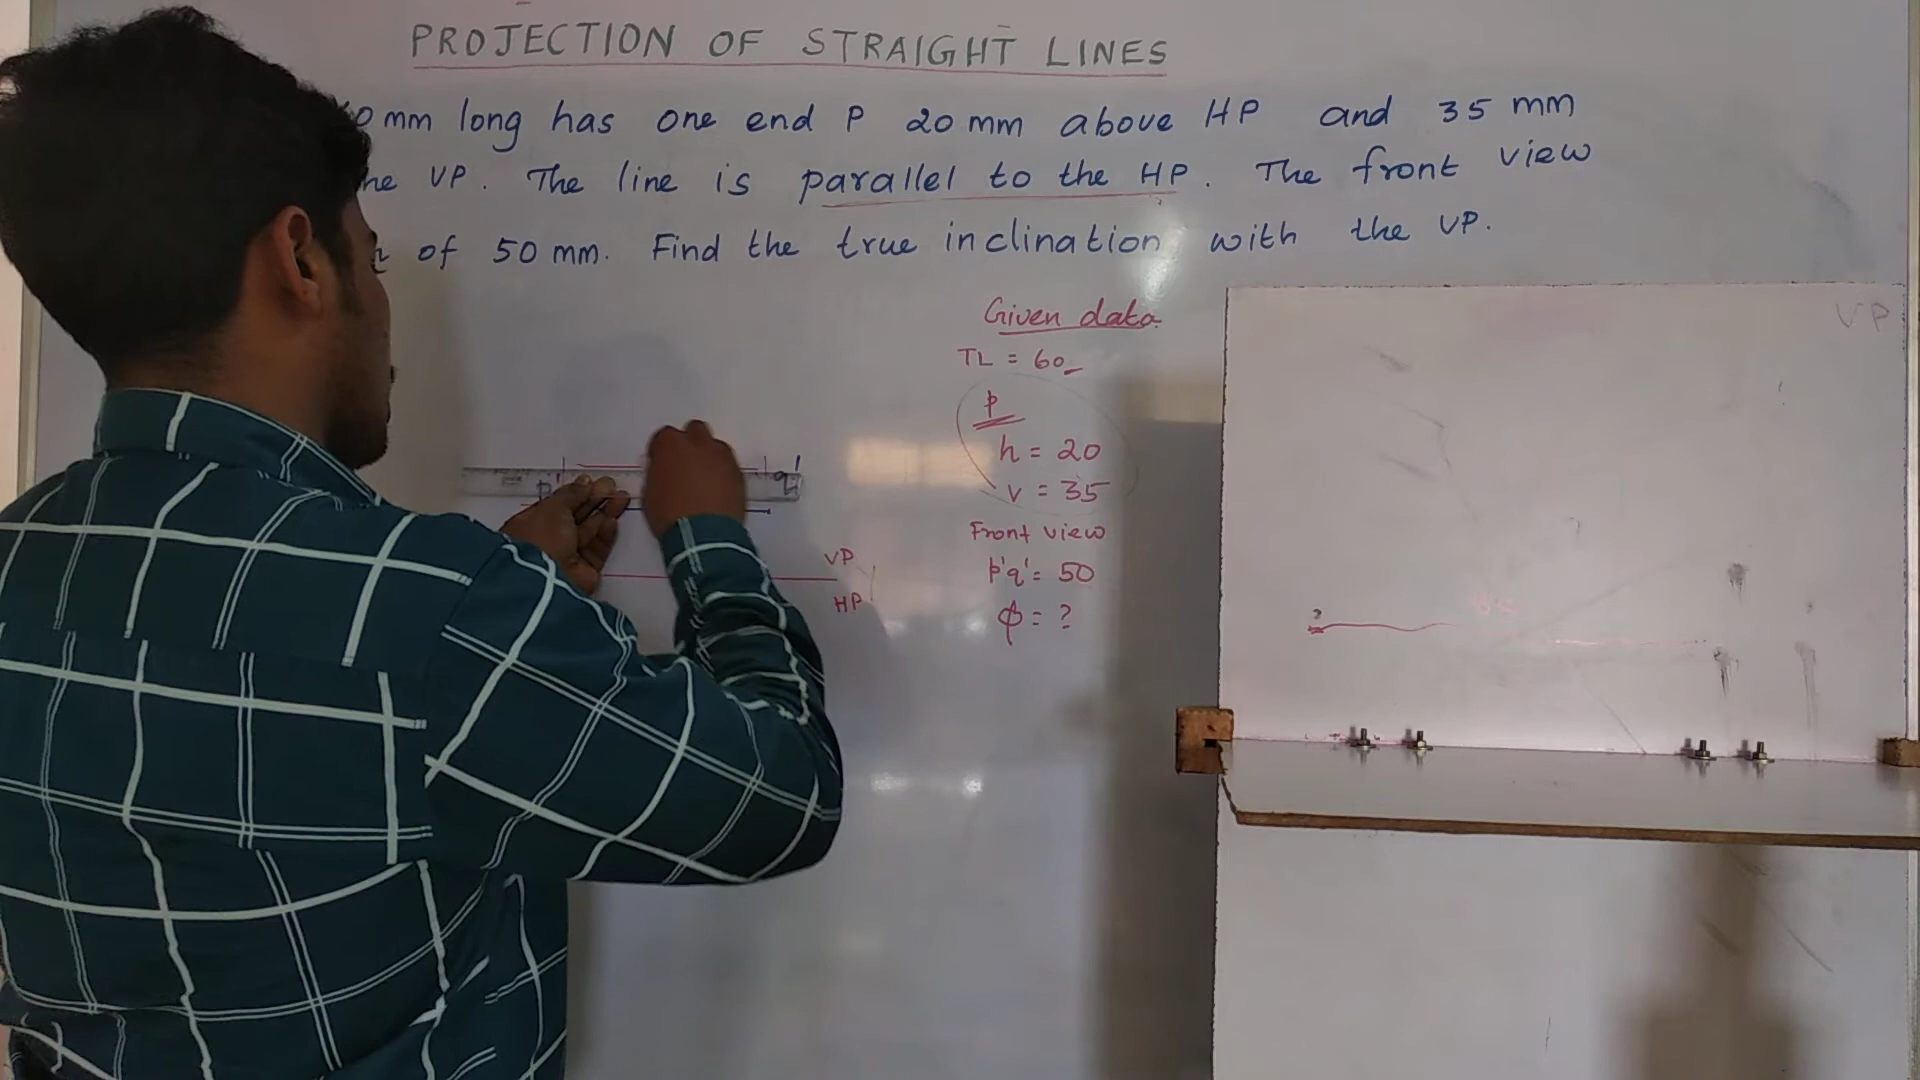 PROJECTION OF STRAIGHT LINES
0 mm long has one end P 20 mm above HP and 35 mm
he VP. The line is parallel to the HP. The front view
of 50 mm. Find the true inclination with the VP.
Given data
TL = 60
VP
p
h = 20
v = 35
q'
Front view
VP
p'q' = 50
HP
φ = ?